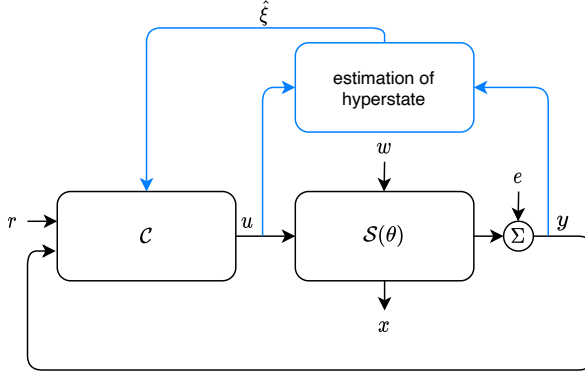 ξ̂
estimation of
hyperstate
w
e
r
𝒞
u
𝒮(θ)
Σ
y
x